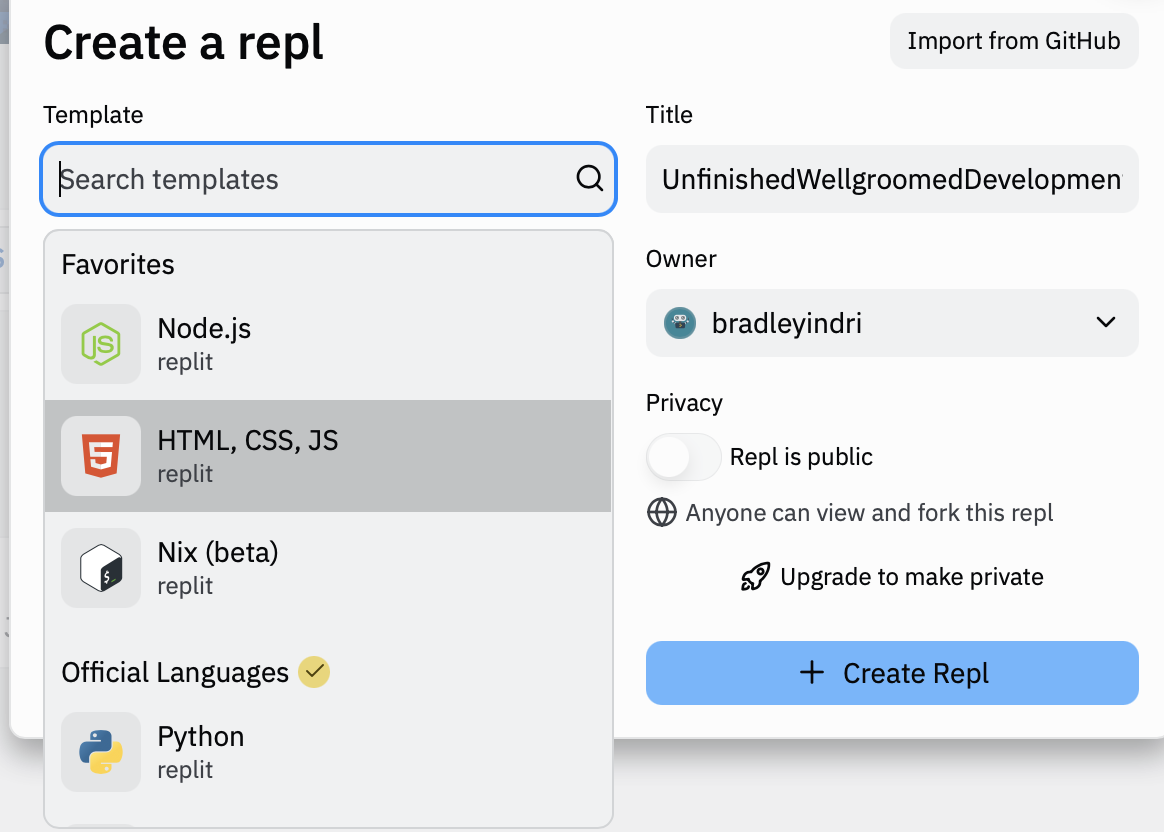 Create a repl
Import from GitHub
Template
Search templates
Favorites
Node.js
replit
HTML, CSS, JS
replit
Nix (beta)
replit
Official Languages
Python
replit
Title
UnfinishedWellgroomedDevelopment
Owner
bradleyindri
Privacy
Repl is public
Anyone can view and fork this repl
Upgrade to make private
+ Create Repl